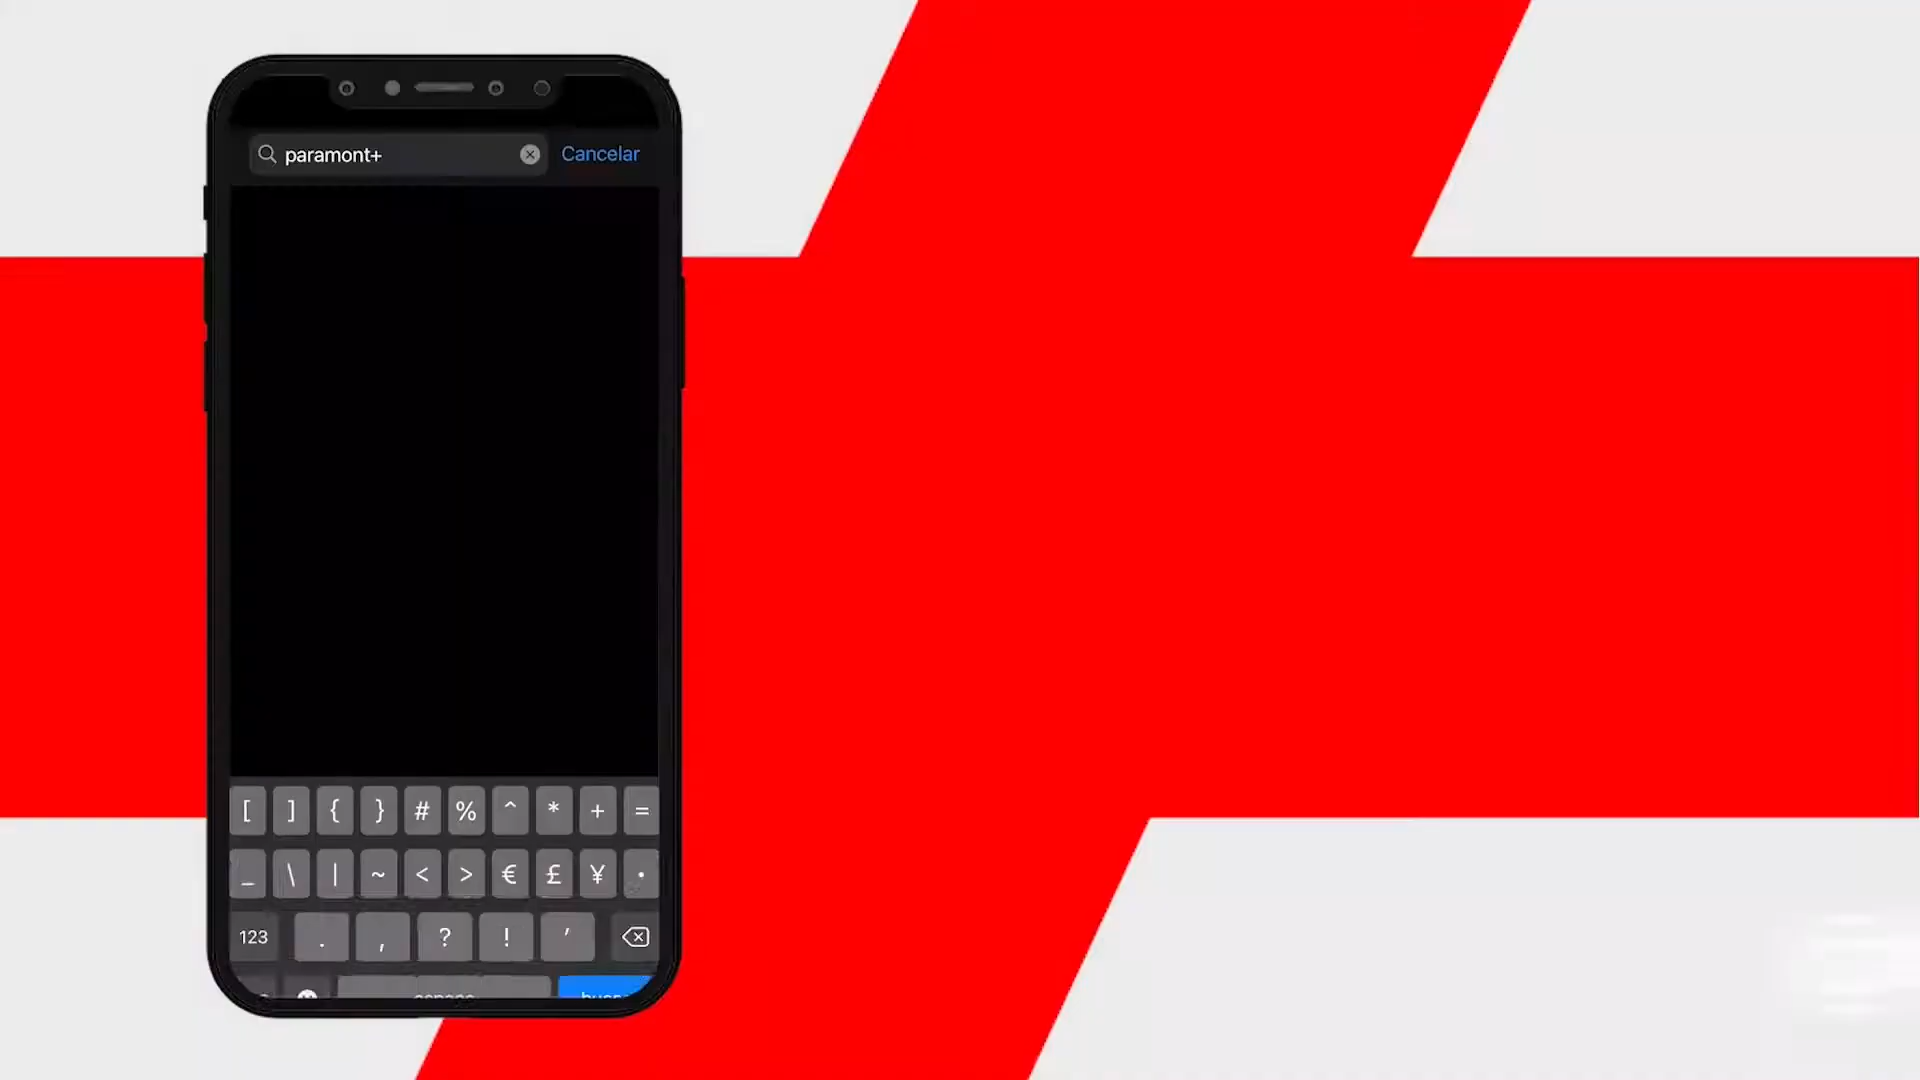 paramont+
Cancelar
[ ] { } # % ^ * + =
_ \ | ~ < > € £ ¥ •
123 . , ? ! ’